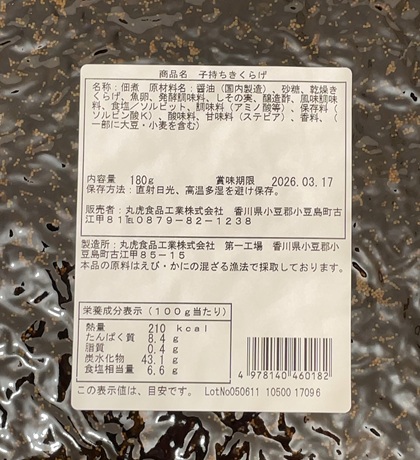 商品名 子持ちきくらげ
名称：佃煮 原材料名：醤油（国内製造）、砂糖、乾燥き
くらげ、魚卵、発酵調味料、しその実、醸造酢、風味調味
料、食塩／ソルビット、調味料（アミノ酸等）、保存料（
ソルビン酸K）、酸味料、甘味料（ステビア）、香料、（
一部に大豆・小麦を含む）
内容量 180g 賞味期限 2026.03.17
保存方法：直射日光、高温多湿を避け保存。
販売者：丸虎食品工業株式会社 香川県小豆郡小豆島町古
江甲81℡0879-82-1238
製造所：丸虎食品工業株式会社 第一工場 香川県小豆郡小
豆島町古江甲85-15
本品の原料はえび・かにの混ざる漁法で採取しております。
栄養成分表示（100g当たり）
熱量 210 kcal
たんぱく質 8.4 g
脂質 0.4 g
炭水化物 43.1 g
食塩相当量 6.6 g
4 978140 460182
この表示値は、目安です。 LotNo050611 10500 17096